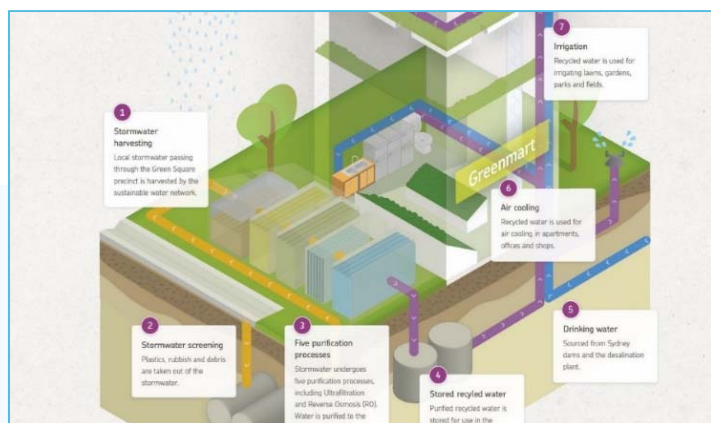 7
Irrigation
Recycled water is used for
irrigating lawns, gardens,
parks and fields.
1
Stormwater
harvesting
Local stormwater passing
through the Green Square
precinct is harvested by the
sustainable water network.
Greenmart
6
Air cooling
Recycled water is used for
air cooling in apartments,
offices and shops.
2
Stormwater screening
Plastics, rubbish and debris
are taken out of the
stormwater.
3
Five purification
processes
Stormwater undergoes
five purification processes,
including Ultrafiltration
and Reverse Osmosis (RO).
Water is purified to the
4
Stored recyled water
Purified recycled water is
stored for use in the
5
Drinking water
Sourced from Sydney
dams and the desalination
plant.